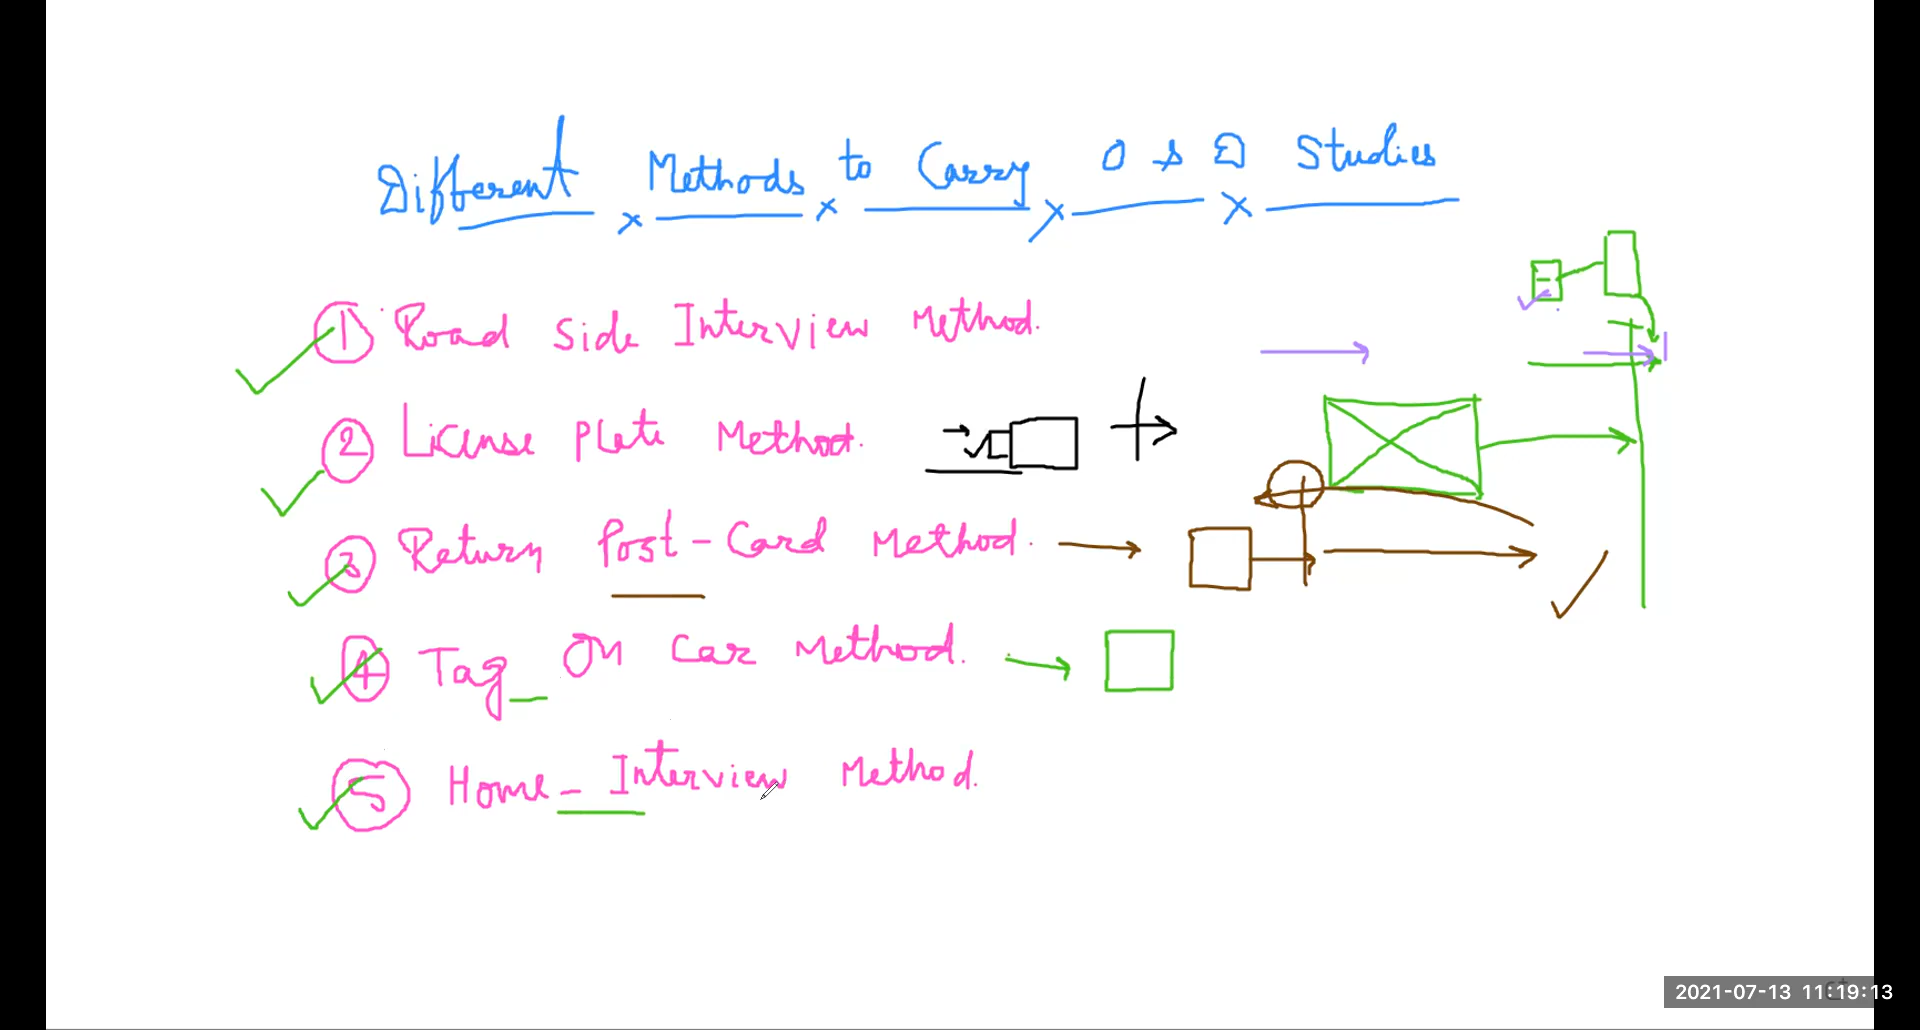 Different Methods to Carry O & D Studies
1 Road Side Interview Method.
2 License Plate Method.
3 Return Post-Card Method.
4 Tag On Car Method.
5 Home-Interview Method.
2021-07-13 11:19:13